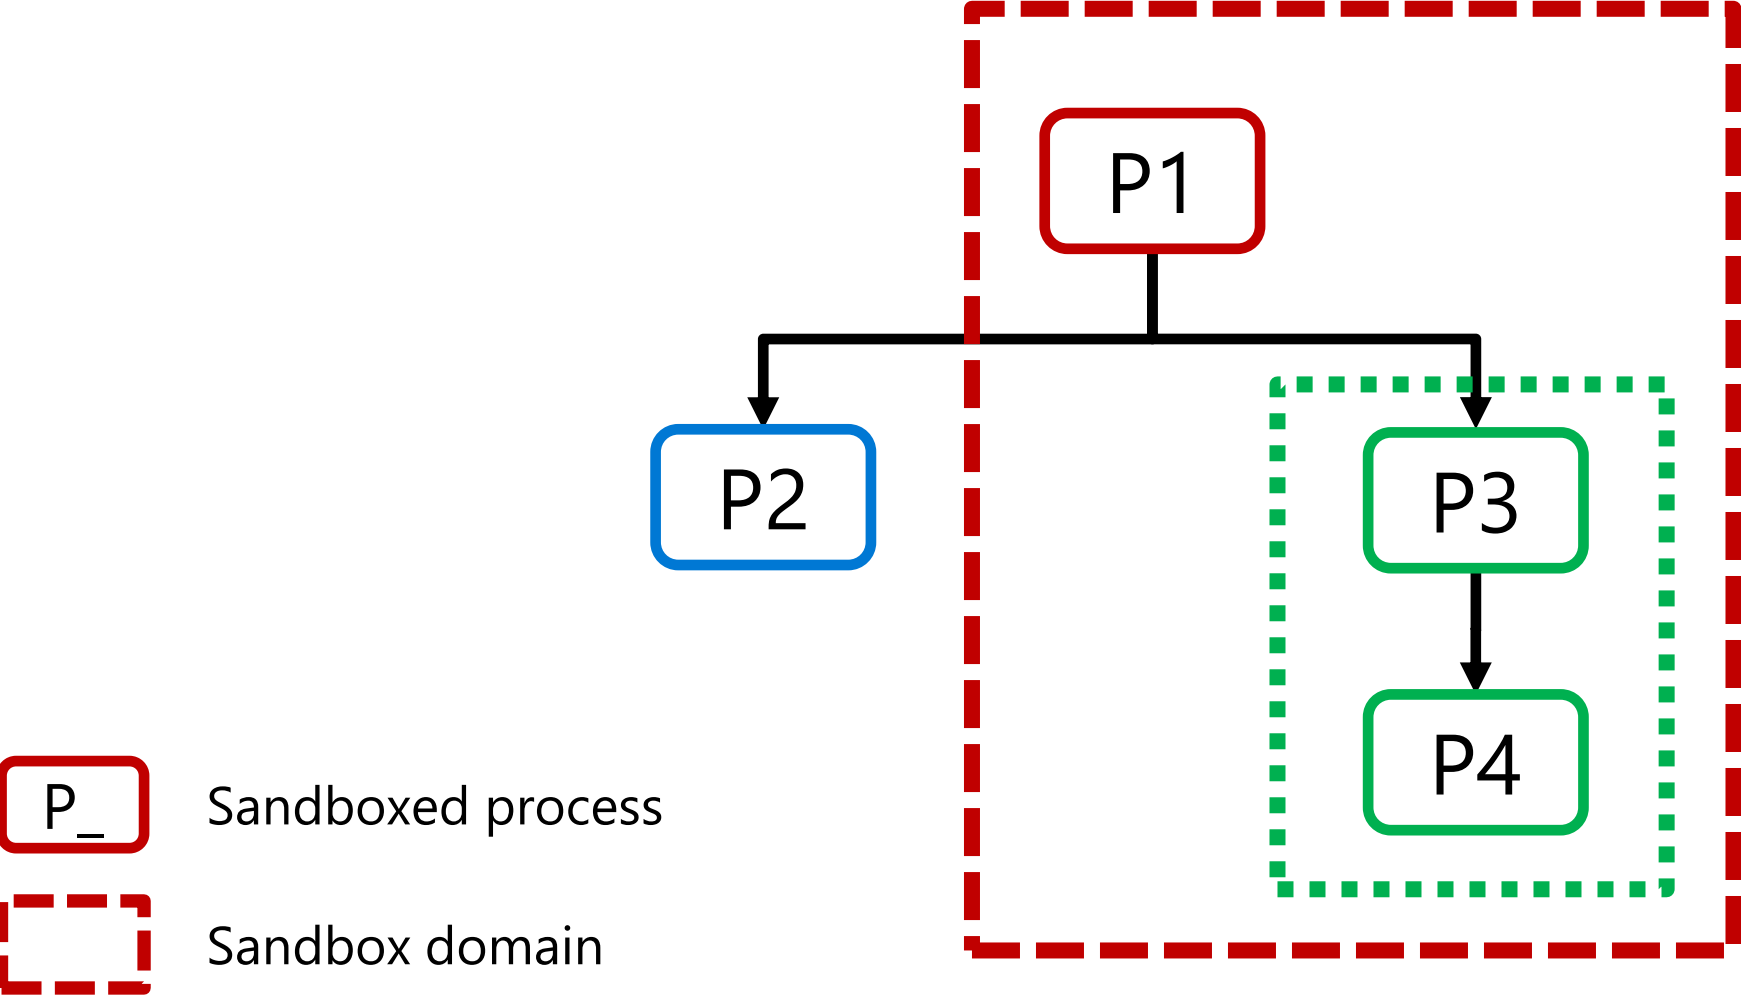 P1
P2
P3
P4
P_ Sandboxed process
Sandbox domain